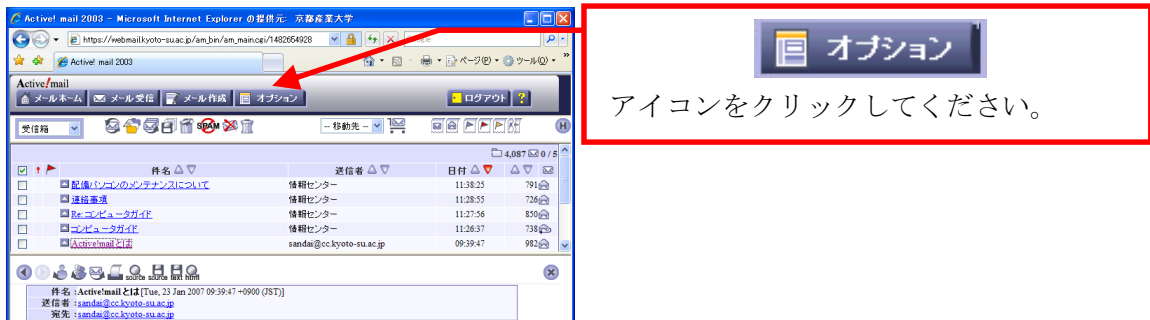 Active! mail 2003 - Microsoft Internet Explorer の提供元: 京都産業大学
https://webmail.kyoto-su.ac.jp/am_bin/am_main.cgi/1482654928
Active! mail 2003
ページ(P) ツール(O)
Active!mail
メールホーム メール受信 メール作成 オプション ログアウト ?
受信箱 SPAM -- 移動先 -- H
4,087 0 / 5
! 件名 △ ▽ 送信者 △ ▽ 日付 △ ▽ △ ▽
配備パソコンのメンテナンスについて 情報センター 11:38:25 791
連絡事項 情報センター 11:28:55 726
Re:コンピュータガイド 情報センター 11:27:56 850
コンピュータガイド 情報センター 11:26:37 738
Active!mailとは sandai@cc.kyoto-su.ac.jp 09:39:47 982
source source text html
件名 : Active!mailとは [Tue, 23 Jan 2007 09:39:47 +0900 (JST)]
送信者 : sandai@cc.kyoto-su.ac.jp
宛先 : sandai@cc.kyoto-su.ac.jp
オプション
アイコンをクリックしてください。